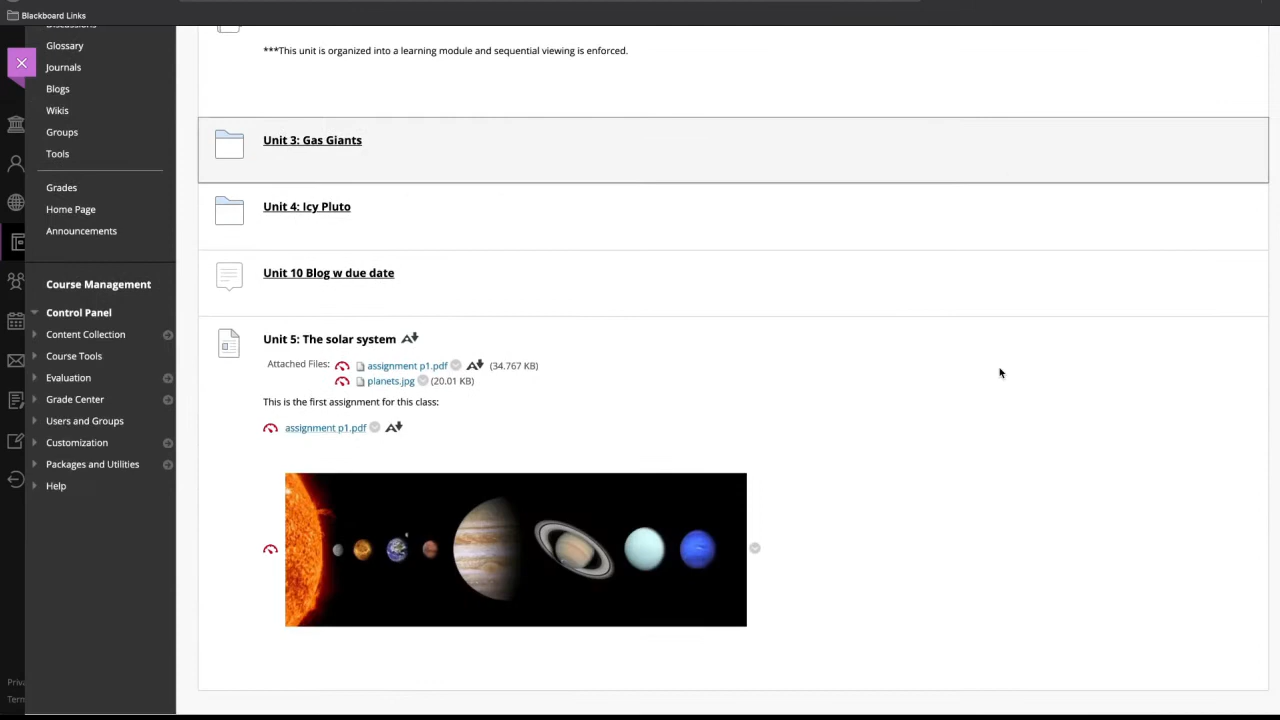 Blackboard Links
Discussions
Glossary
Journals
Blogs
Wikis
Groups
Tools
Grades
Home Page
Announcements
Course Management
Control Panel
Content Collection
Course Tools
Evaluation
Grade Center
Users and Groups
Customization
Packages and Utilities
Help
***This unit is organized into a learning module and sequential viewing is enforced.
Unit 3: Gas Giants
Unit 4: Icy Pluto
Unit 10 Blog w due date
Unit 5: The solar system
Attached Files: assignment p1.pdf (34.767 KB)
planets.jpg (20.01 KB)
This is the first assignment for this class:
assignment p1.pdf